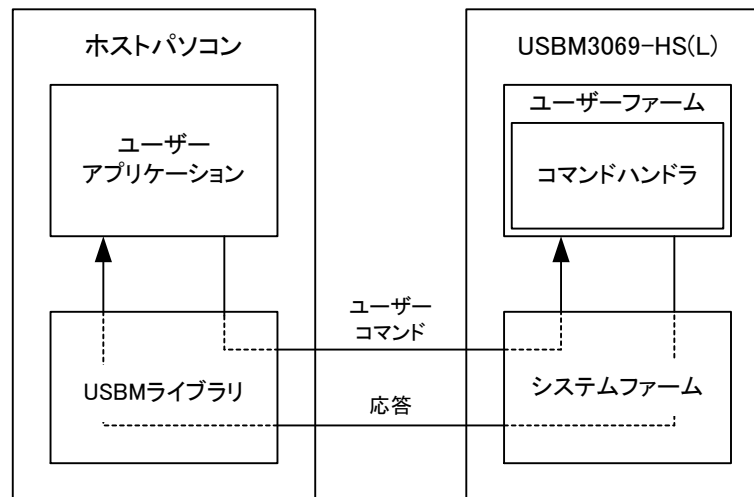 ホストパソコン
ユーザー
アプリケーション
USBMライブラリ
ユーザー
コマンド
応答
USBM3069-HS(L)
ユーザーファーム
コマンドハンドラ
システムファーム